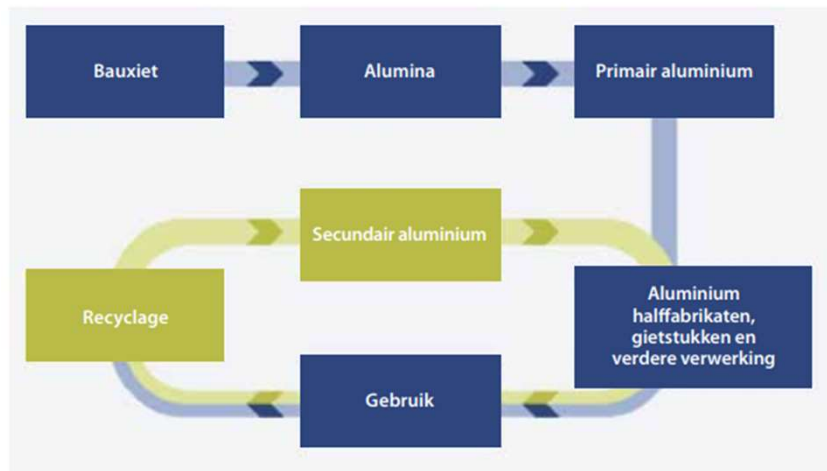 Bauxiet
Alumina
Primair aluminium
Secundair aluminium
Recyclage
Aluminium
halffabrikaten,
gietstukken en
verdere verwerking
Gebruik